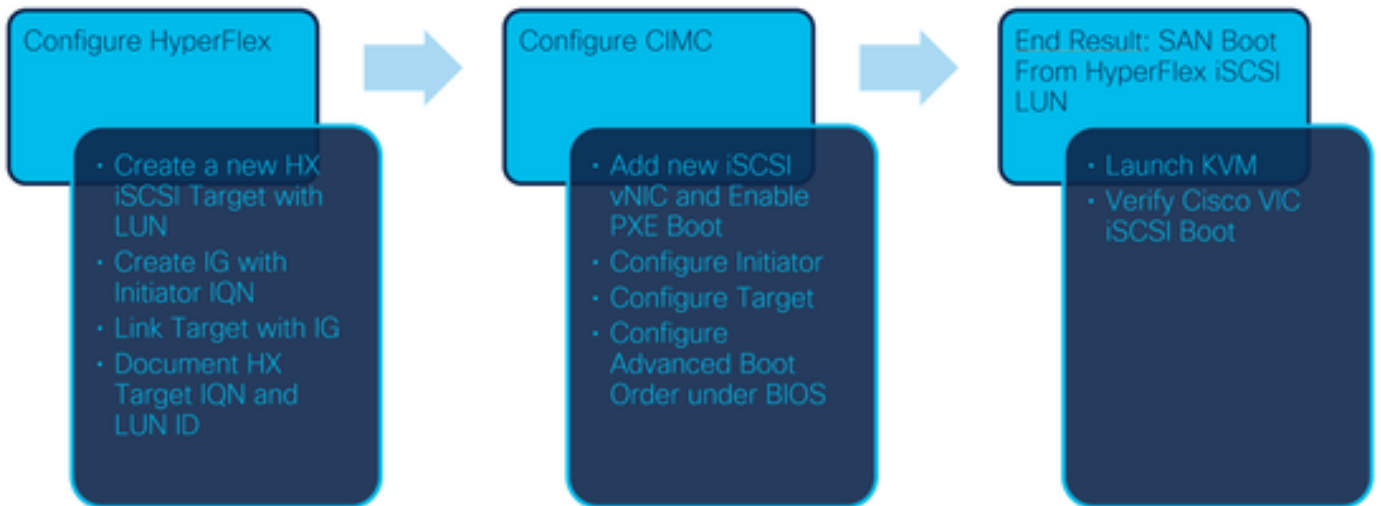 Configure HyperFlex
• Create a new HX
iSCSI Target with
LUN
• Create IG with
Initiator IQN
• Link Target with IG
• Document HX
Target IQN and
LUN ID
Configure CIMC
• Add new iSCSI
vNIC and Enable
PXE Boot
• Configure Initiator
• Configure Target
• Configure
Advanced Boot
Order under BIOS
End Result: SAN Boot
From HyperFlex iSCSI
LUN
• Launch KVM
• Verify Cisco VIC
iSCSI Boot